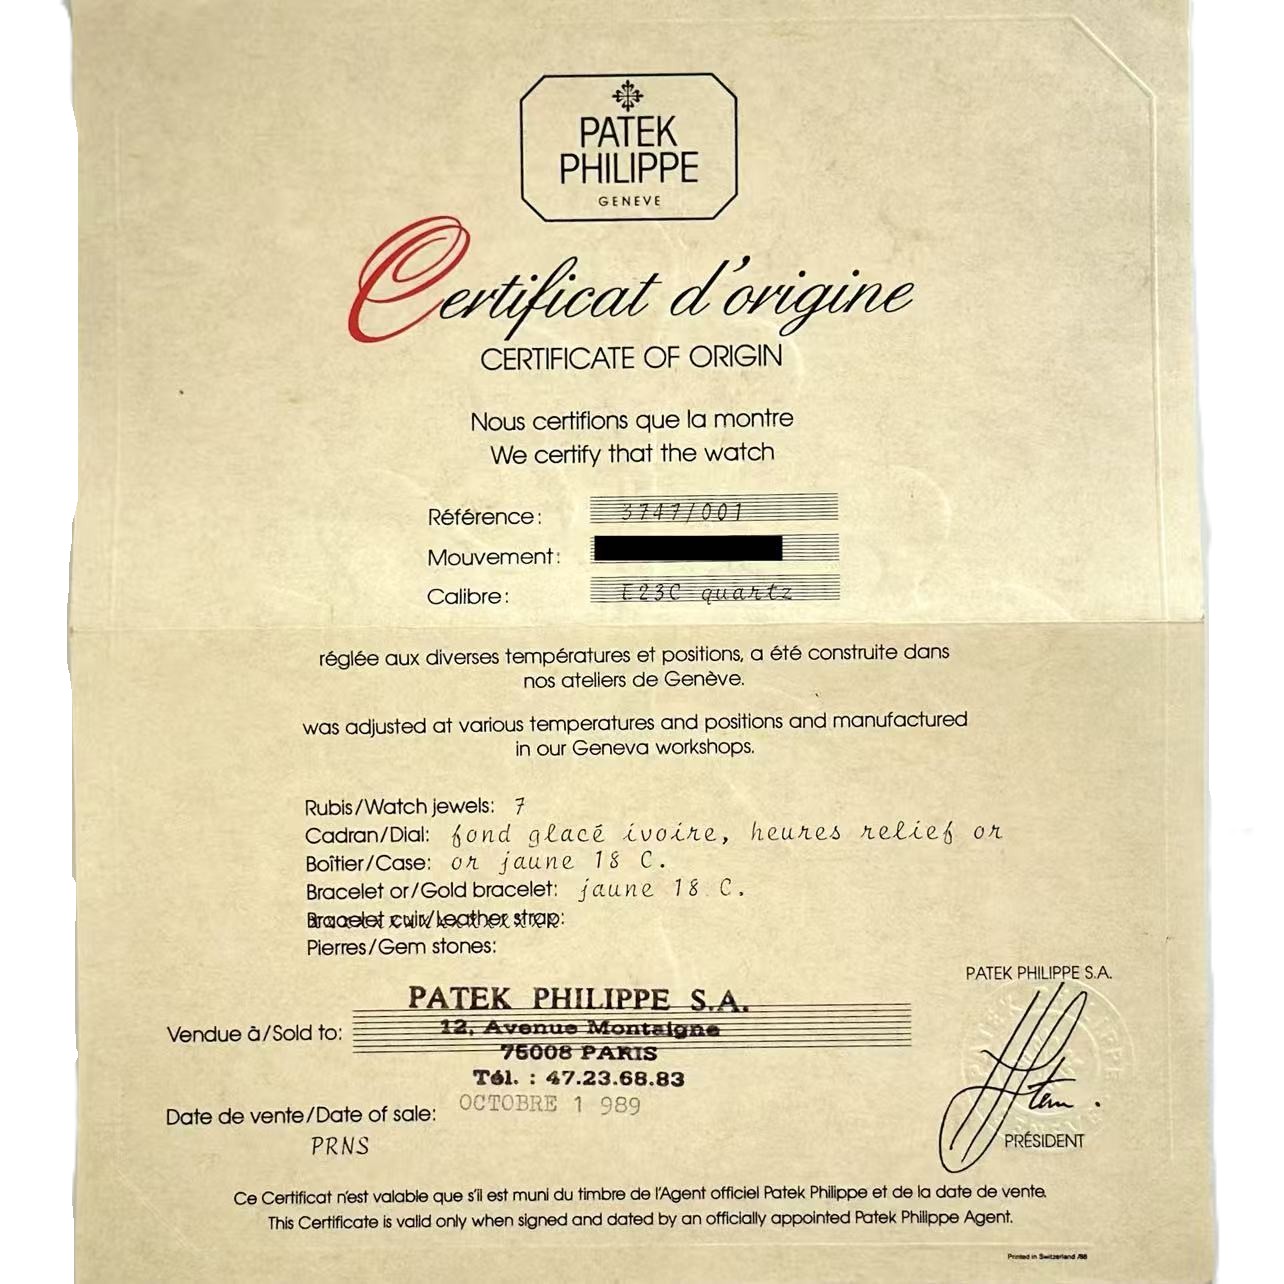 PATEK
PHILIPPE
GENEVE
Certificat d'origine
CERTIFICATE OF ORIGIN
Nous certifions que la montre
We certify that the watch
Référence: 3747/001
Mouvement:
Calibre: E23C quartz
réglée aux diverses températures et positions, a été construite dans
nos ateliers de Genève.
was adjusted at various temperatures and positions and manufactured
in our Geneva workshops.
Rubis/Watch jewels: 7
Cadran/Dial: fond glacé ivoire, heures relief or
Boîtier/Case: or jaune 18 C.
Bracelet or/Gold bracelet: jaune 18 C.
Bracelet cuir/Leather strap:
Pierres/Gem stones:
PATEK PHILIPPE S.A.
Vendue à/Sold to: PATEK PHILIPPE S.A.
12, Avenue Montaigne
75008 PARIS
Tél. : 47.23.68.83
Date de vente/Date of sale: OCTOBRE 1 989
PRNS
PRÉSIDENT
Ce Certificat n'est valable que s'il est muni du timbre de l'Agent officiel Patek Philippe et de la date de vente.
This Certificate is valid only when signed and dated by an officially appointed Patek Philippe Agent.
Printed in Switzerland /88